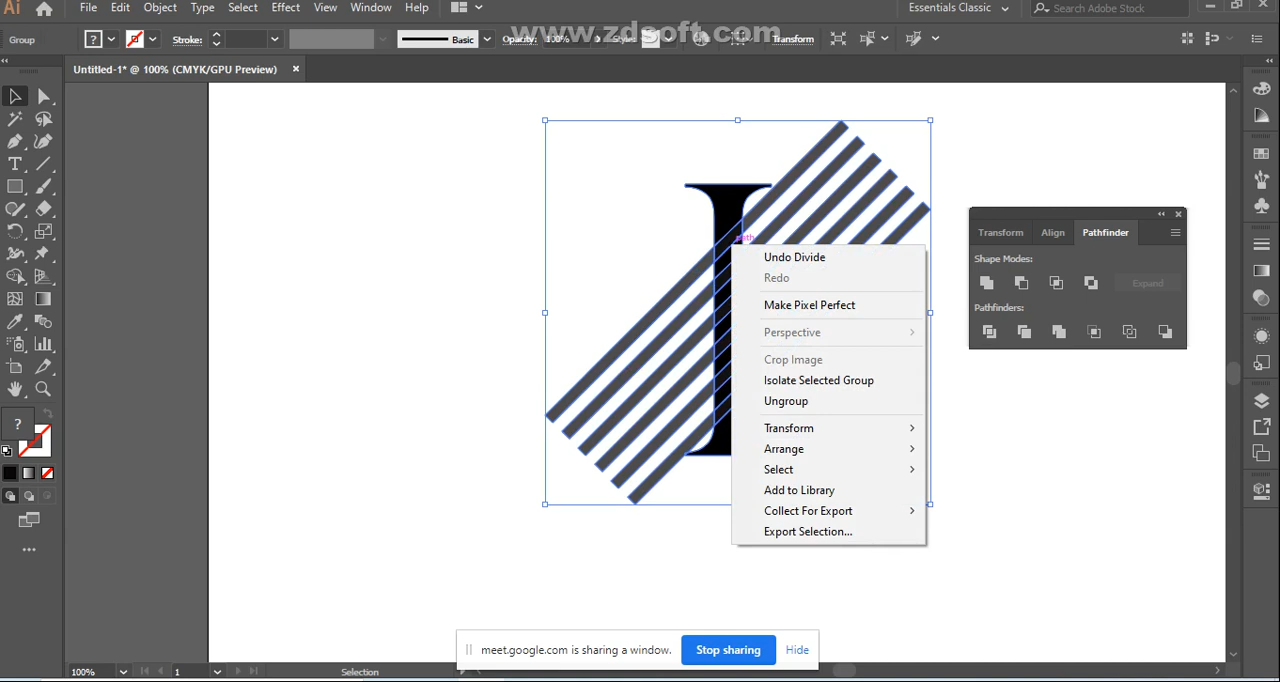 Ai File Edit Object Type Select Effect View Window Help Essentials Classic Search Adobe Stock
www.zdsoft.com
Group ? Stroke: Basic Opacity: 100% Style: Transform
Untitled-1* @ 100% (CMYK/GPU Preview)
I
path
Undo Divide
Redo
Make Pixel Perfect
Perspective
Crop Image
Isolate Selected Group
Ungroup
Transform
Arrange
Select
Add to Library
Collect For Export
Export Selection...
Transform Align Pathfinder
Shape Modes:
Expand
Pathfinders:
?
meet.google.com is sharing a window. Stop sharing Hide
100% 1 Selection